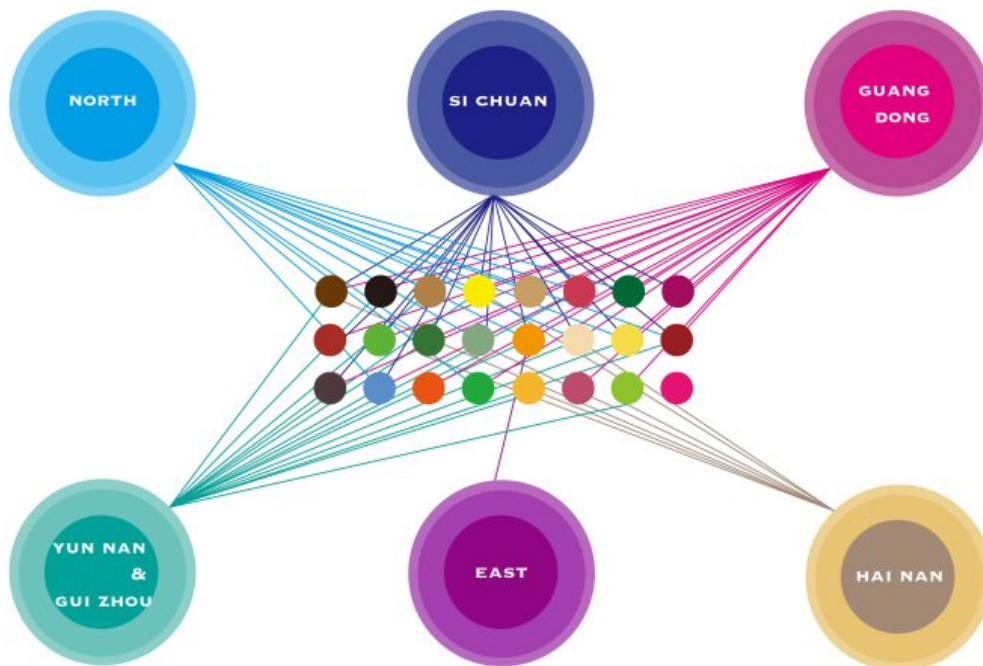 NORTH
SI CHUAN
GUANG
DONG
YUN NAN
&
GUI ZHOU
EAST
HAI NAN